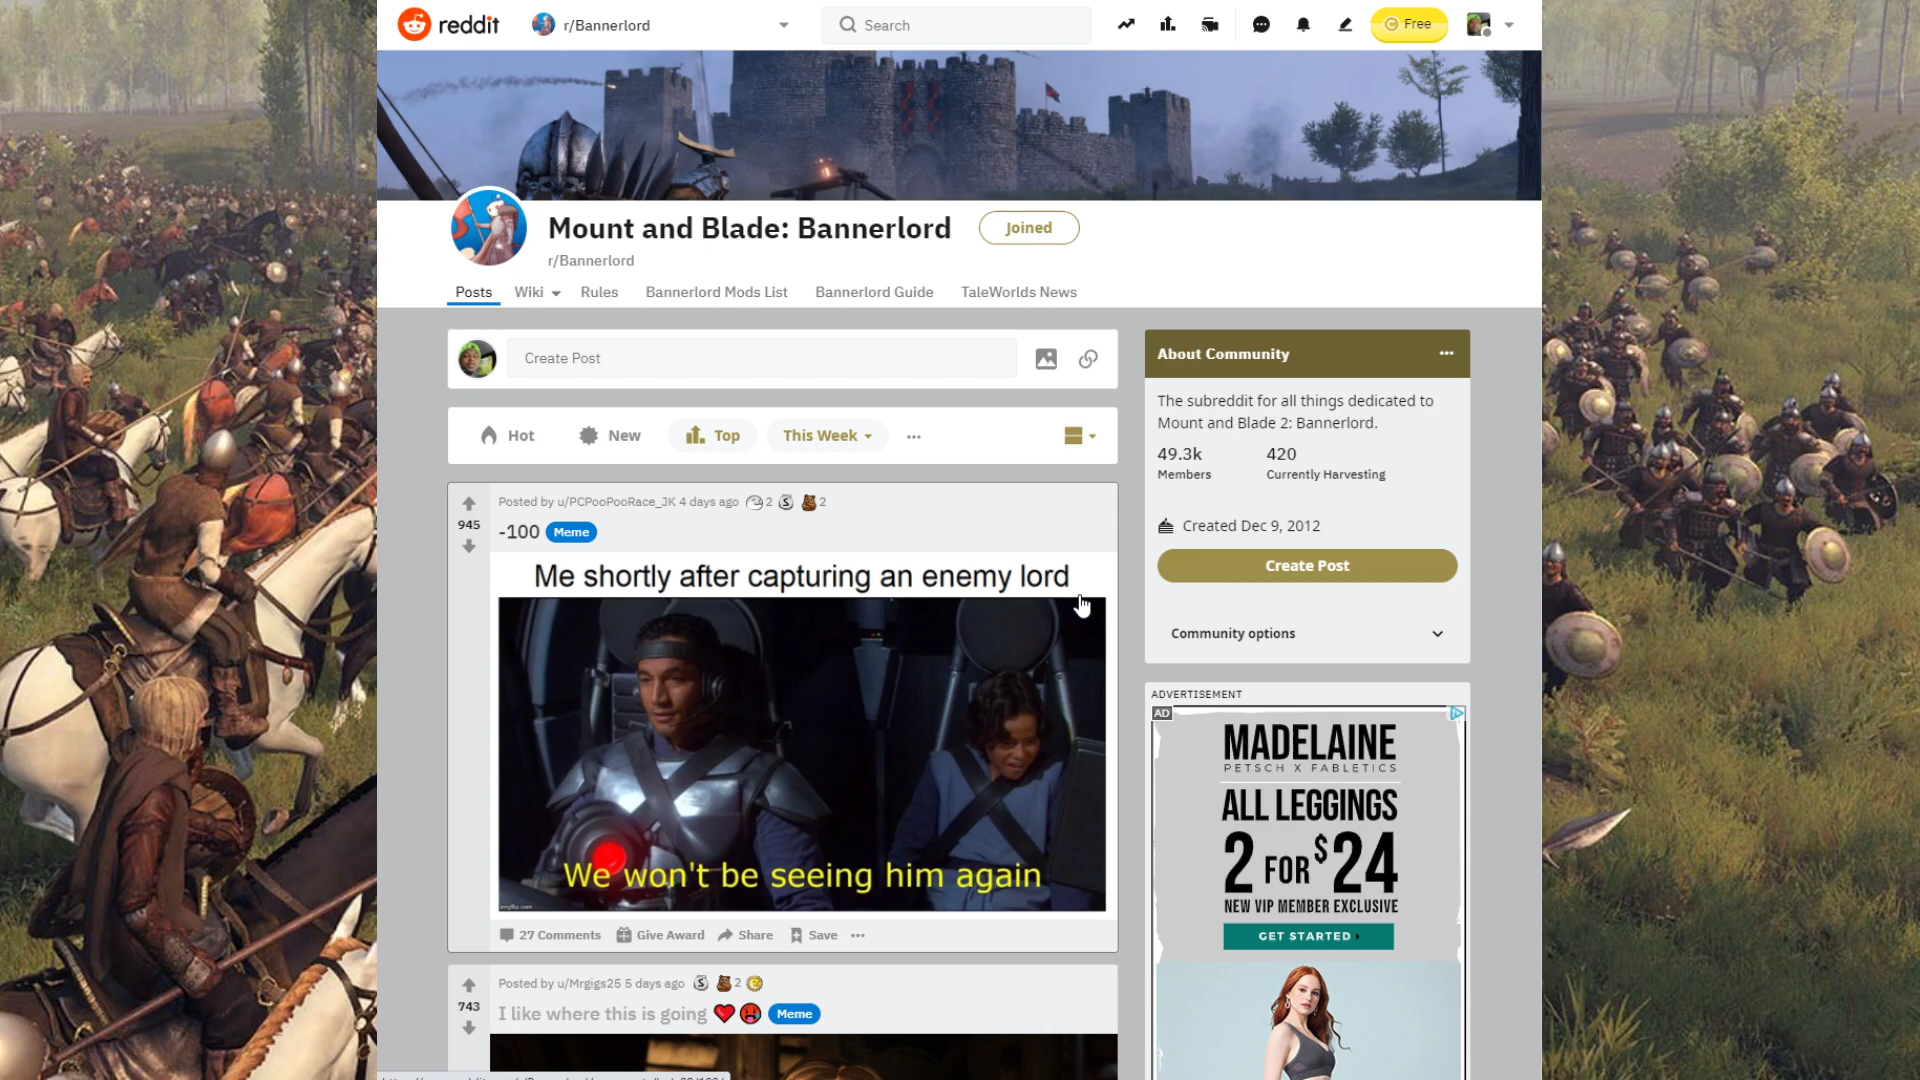 reddit
r/Bannerlord
Search
Free
Mount and Blade: Bannerlord
Joined
r/Bannerlord
Posts
Wiki
Rules
Bannerlord Mods List
Bannerlord Guide
TaleWorlds News
Create Post
Hot
New
Top
This Week
945
Posted by u/PCPooPooRace_JK 4 days ago
2
S
2
-100
Meme
Me shortly after capturing an enemy lord
We won't be seeing him again
imgflip.com
27 Comments
Give Award
Share
Save
743
Posted by u/Mrgigs25 5 days ago
S
2
I like where this is going
Meme
About Community
The subreddit for all things dedicated to
Mount and Blade 2: Bannerlord.
49.3k
420
Members
Currently Harvesting
Created Dec 9, 2012
Create Post
Community options
ADVERTISEMENT
AD
MADELAINE
PETSCH X FABLETICS
ALL LEGGINGS
2 FOR $24
NEW VIP MEMBER EXCLUSIVE
GET STARTED